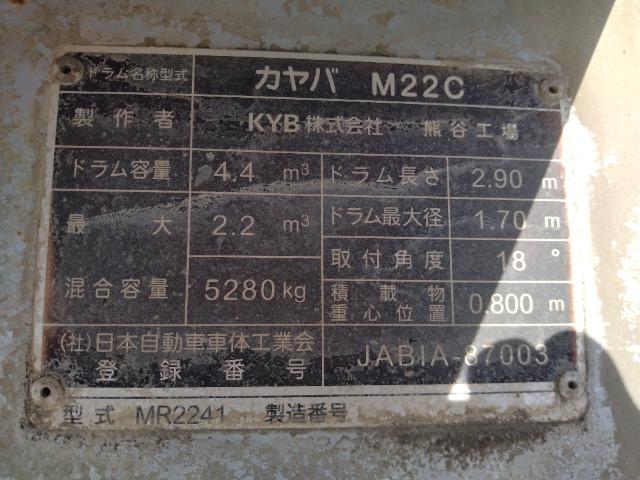 ドラム名称型式 カヤバ M22C
製作者 KYB株式会社 熊谷工場
ドラム容量 4.4 m³ ドラム長さ 2.90 m
最大混合容量 2.2 m³ ドラム最大径 1.70 m
取付角度 18°
5280kg 積載物重心位置 0.800 m
(社)日本自動車車体工業会
登録番号 JABIA-87003
型式 MR2241 製造番号